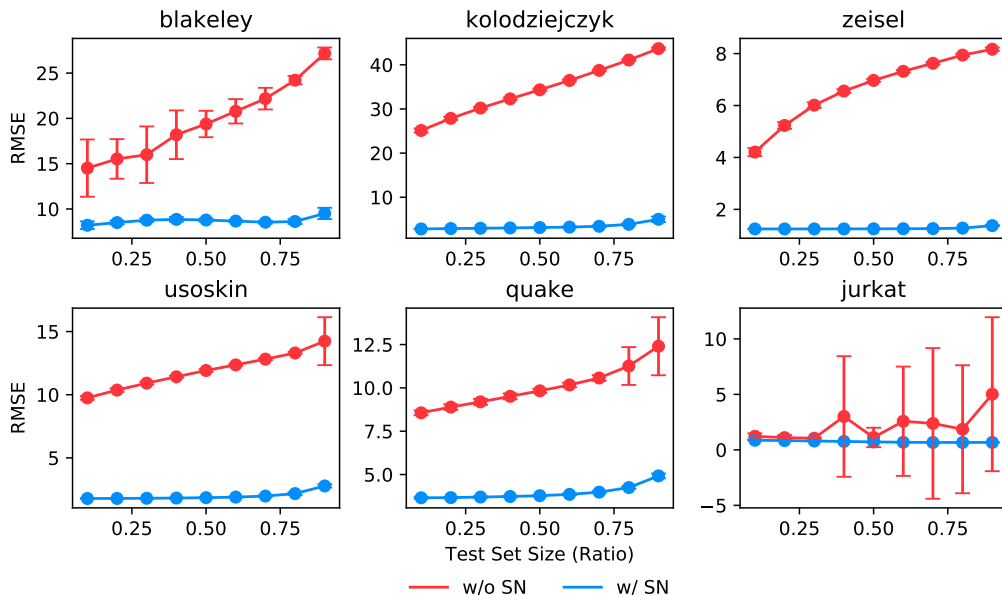 blakeley
kolodziejczyk
zeisel
RMSE
25
20
15
10
40
30
20
10
8
6
4
2
0.25 0.50 0.75
0.25 0.50 0.75
0.25 0.50 0.75
usoskin
quake
jurkat
RMSE
15
10
5
12.5
10.0
7.5
5.0
10
5
0
−5
0.25 0.50 0.75
0.25 0.50 0.75
0.25 0.50 0.75
Test Set Size (Ratio)
w/o SN
w/ SN